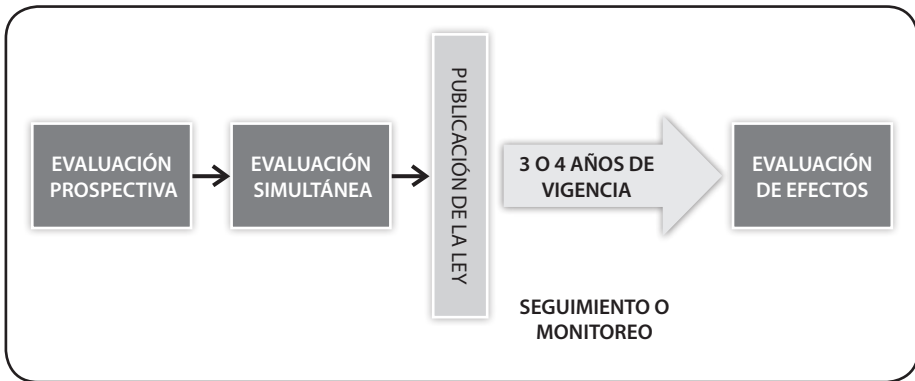 EVALUACIÓN
PROSPECTIVA
EVALUACIÓN
SIMULTÁNEA
PUBLICACIÓN DE LA LEY
3 O 4 AÑOS DE
VIGENCIA
EVALUACIÓN
DE EFECTOS
SEGUIMIENTO O
MONITOREO